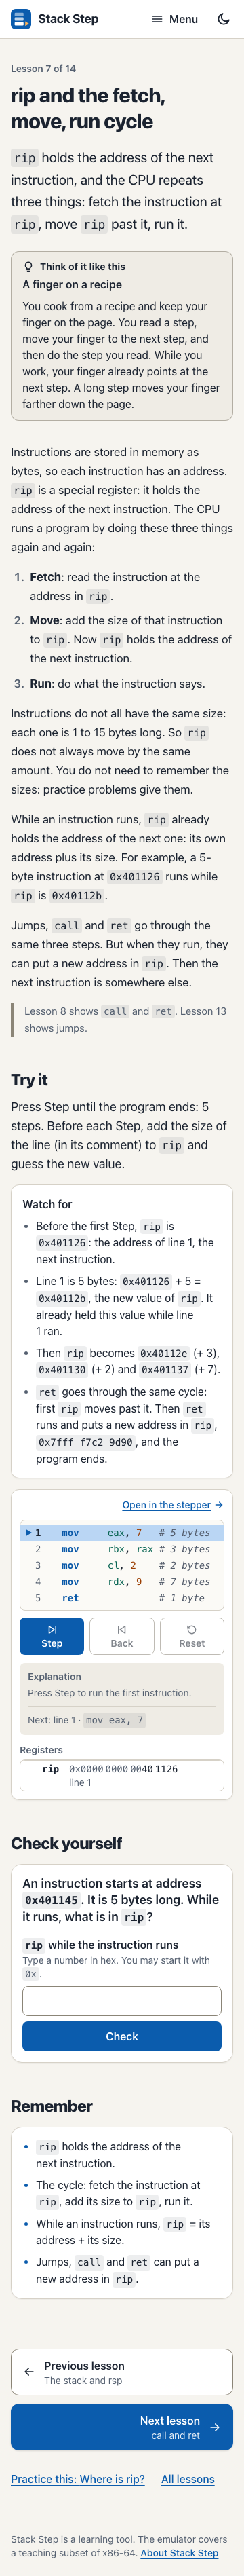 Stack Step
Menu
Lesson 7 of 14
rip and the fetch,
move, run cycle
rip holds the address of the next
instruction, and the CPU repeats
three things: fetch the instruction at
rip, move rip past it, run it.
Think of it like this
A finger on a recipe
You cook from a recipe and keep your
finger on the page. You read a step,
move your finger to the next step, and
then do the step you read. While you
work, your finger already points at the
next step. A long step moves your finger
farther down the page.
Instructions are stored in memory as
bytes, so each instruction has an address.
rip is a special register: it holds the
address of the next instruction. The CPU
runs a program by doing these three things
again and again:
1. Fetch: read the instruction at the
address in rip.
2. Move: add the size of that instruction
to rip. Now rip holds the address of
the next instruction.
3. Run: do what the instruction says.
Instructions do not all have the same size:
each one is 1 to 15 bytes long. So rip
does not always move by the same
amount. You do not need to remember the
sizes: practice problems give them.
While an instruction runs, rip already
holds the address of the next one: its own
address plus its size. For example, a 5-
byte instruction at 0x401126 runs while
rip is 0x40112b.
Jumps, call and ret go through the
same three steps. But when they run, they
can put a new address in rip. Then the
next instruction is somewhere else.
Lesson 8 shows call and ret. Lesson 13
shows jumps.
Try it
Press Step until the program ends: 5
steps. Before each Step, add the size of
the line (in its comment) to rip and
guess the new value.
Watch for
• Before the first Step, rip is
0x401126: the address of line 1, the
next instruction.
• Line 1 is 5 bytes: 0x401126 + 5 =
0x40112b, the new value of rip. It
already held this value while line
1 ran.
• Then rip becomes 0x40112e (+ 3),
0x401130 (+ 2) and 0x401137 (+ 7).
• ret goes through the same cycle:
first rip moves past it. Then ret
runs and puts a new address in rip,
0x7fff f7c2 9d90, and the
program ends.
Open in the stepper →
1 mov eax, 7 # 5 bytes
2 mov rbx, rax # 3 bytes
3 mov cl, 2 # 2 bytes
4 mov rdx, 9 # 7 bytes
5 ret # 1 byte
Step
Back
Reset
Explanation
Press Step to run the first instruction.
Next: line 1 · mov eax, 7
Registers
rip 0x0000 0000 0040 1126
line 1
Check yourself
An instruction starts at address
0x401145. It is 5 bytes long. While
it runs, what is in rip?
rip while the instruction runs
Type a number in hex. You may start it with
0x.
Check
Remember
• rip holds the address of the
next instruction.
• The cycle: fetch the instruction at
rip, add its size to rip, run it.
• While an instruction runs, rip = its
address + its size.
• Jumps, call and ret can put a
new address in rip.
← Previous lesson
The stack and rsp
Next lesson →
call and ret
Practice this: Where is rip?
All lessons
Stack Step is a learning tool. The emulator covers
a teaching subset of x86-64. About Stack Step